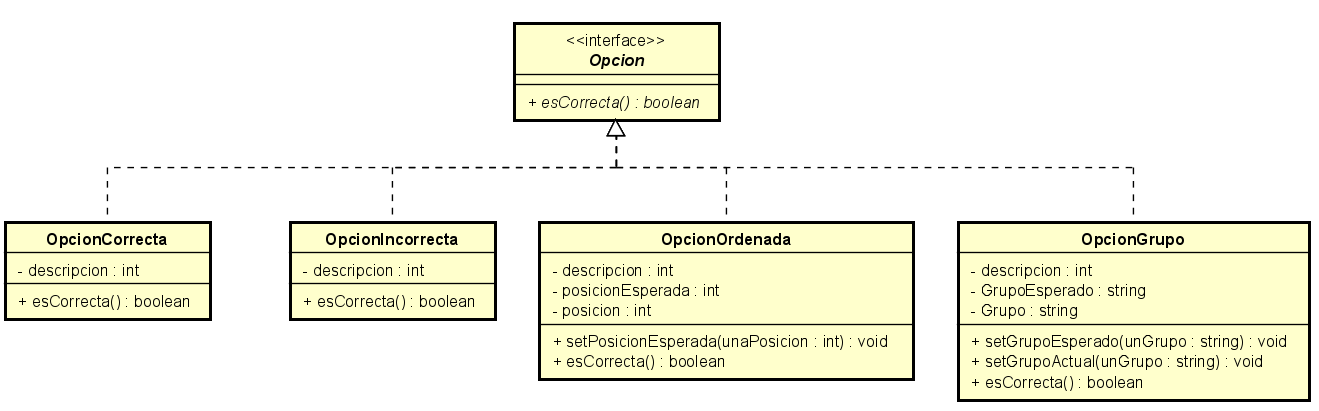 <<interface>>
Opcion
+ esCorrecta() : boolean
OpcionCorrecta
- descripcion : int
+ esCorrecta() : boolean
OpcionIncorrecta
- descripcion : int
+ esCorrecta() : boolean
OpcionOrdenada
- descripcion : int
- posicionEsperada : int
- posicion : int
+ setPosicionEsperada(unaPosicion : int) : void
+ esCorrecta() : boolean
OpcionGrupo
- descripcion : int
- GrupoEsperado : string
- Grupo : string
+ setGrupoEsperado(unGrupo : string) : void
+ setGrupoActual(unGrupo : string) : void
+ esCorrecta() : boolean